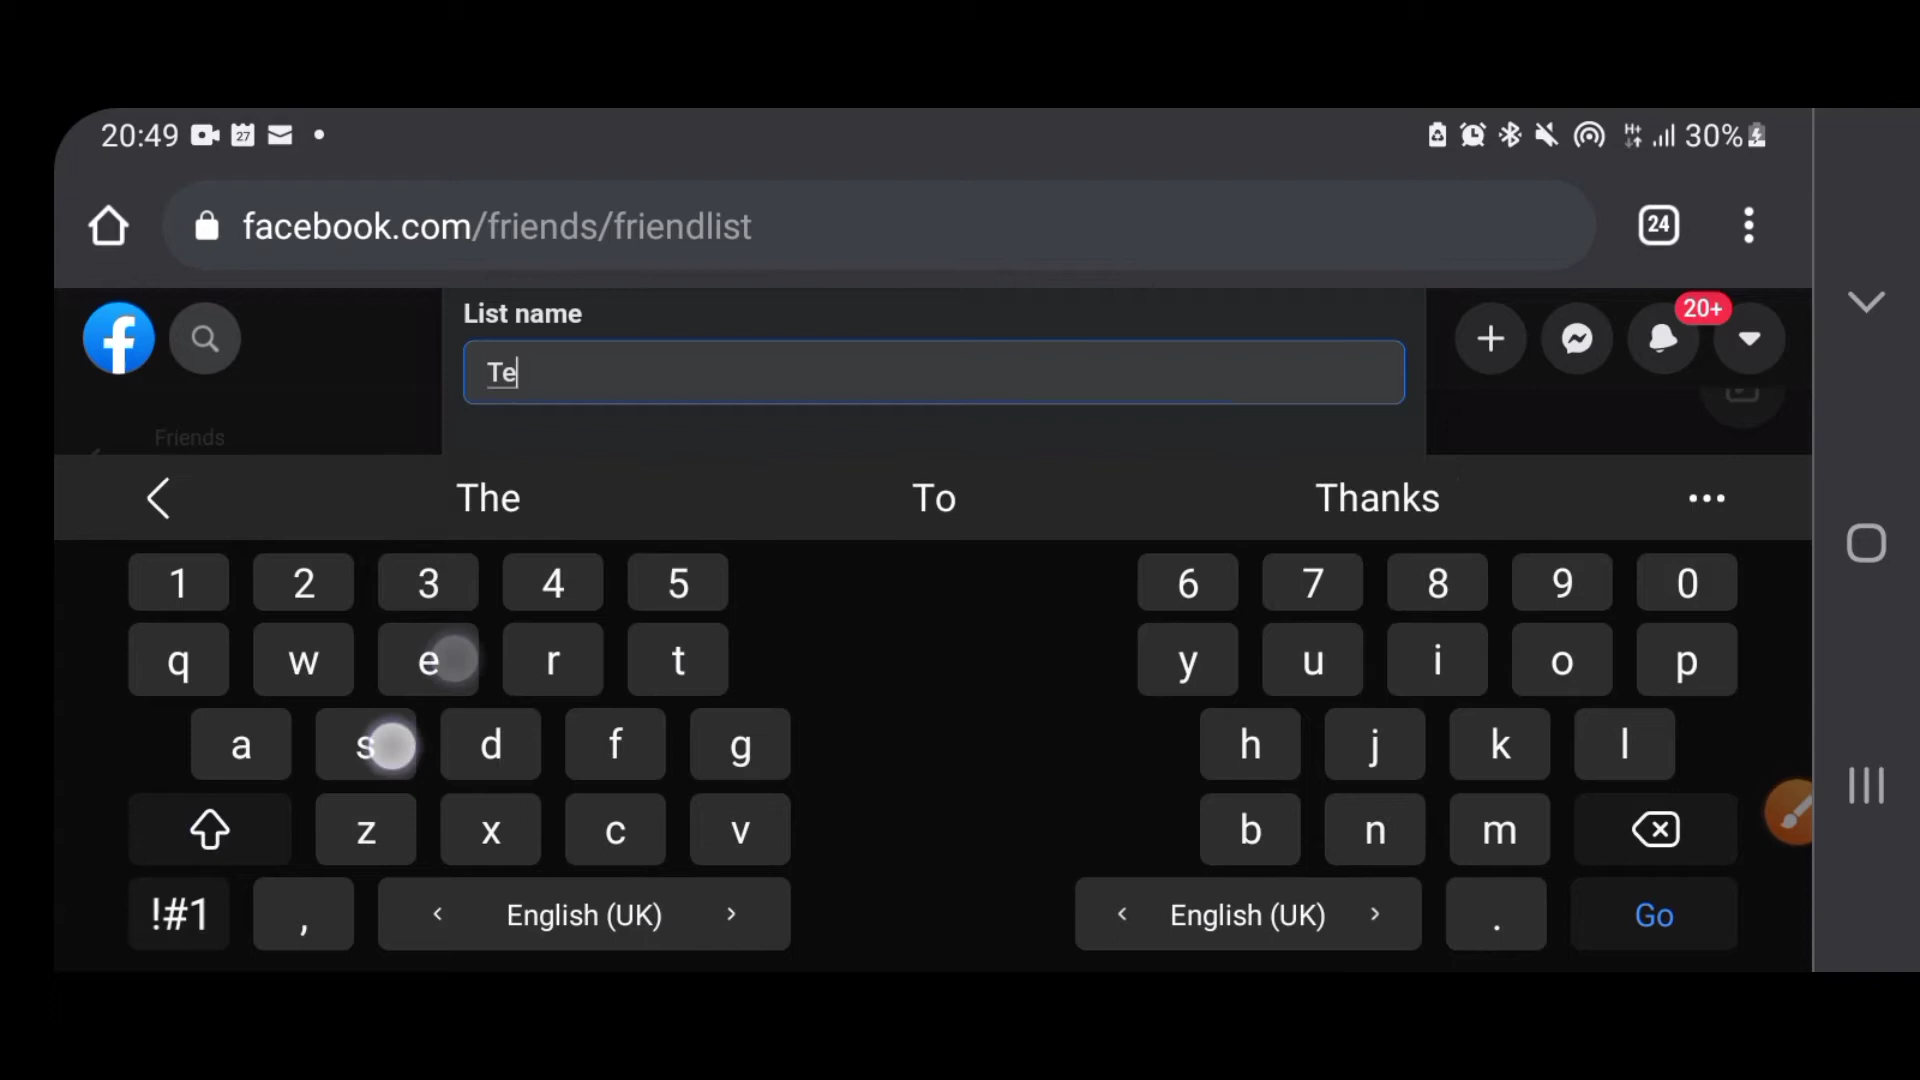 20:49 27 H+ 30%
facebook.com/friends/friendlist 24
List name
20+
Te
Friends
The To Thanks
1 2 3 4 5 6 7 8 9 0
q w e r t y u i o p
a s d f g h j k l
z x c v b n m
!#1 , < English (UK) > < English (UK) > . Go